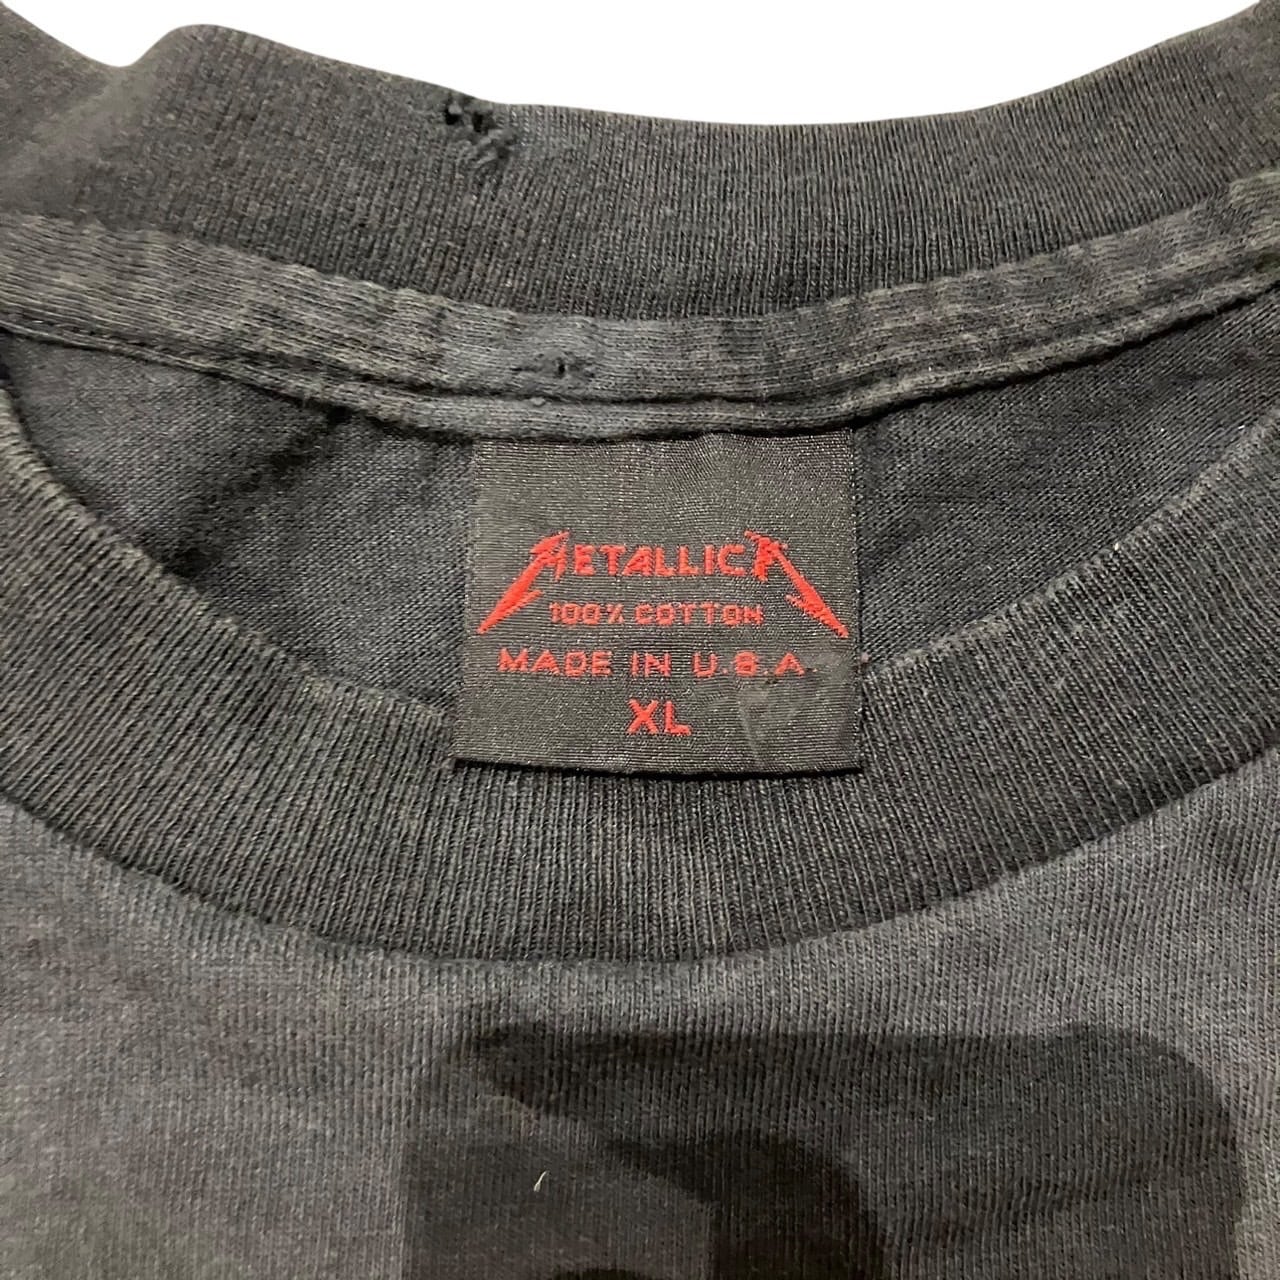 METALLICA
100% COTTON
MADE IN U.S.A
XL